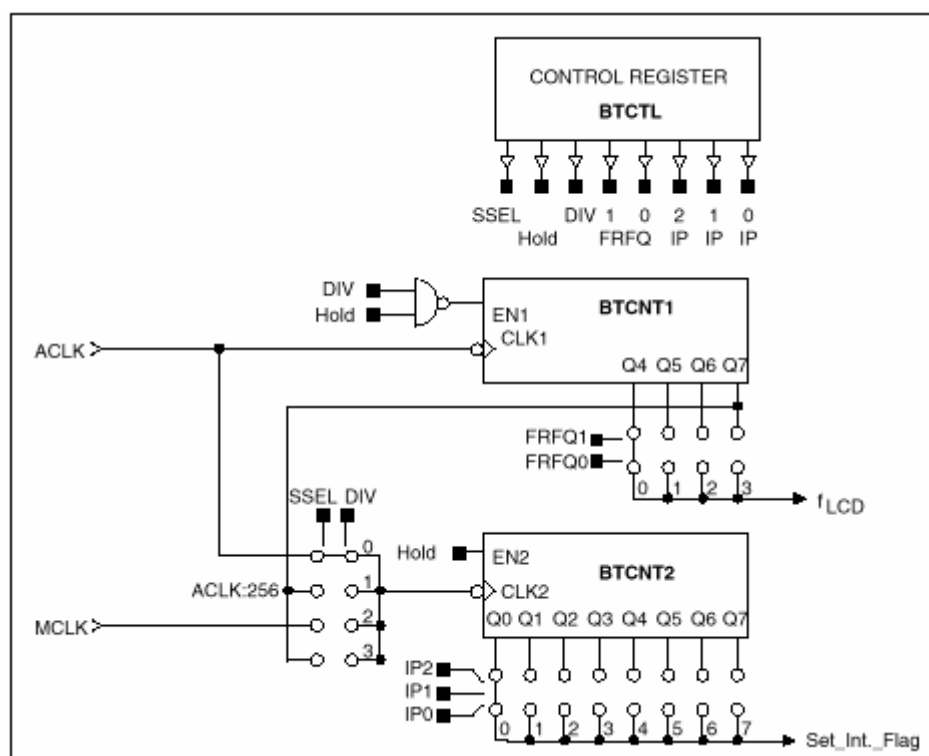 CONTROL REGISTER
BTCTL
SSEL DIV 1 0 2 1 0
Hold FRFQ IP IP IP
DIV
Hold
EN1
BTCNT1
CLK1
ACLK
Q4 Q5 Q6 Q7
FRFQ1
FRFQ0
0 1 2 3
fLCD
SSEL DIV
0
Hold
EN2
BTCNT2
ACLK:256
1
CLK2
MCLK
2
Q0 Q1 Q2 Q3 Q4 Q5 Q6 Q7
3
IP2
IP1
IP0
0 1 2 3 4 5 6 7
Set_Int._Flag